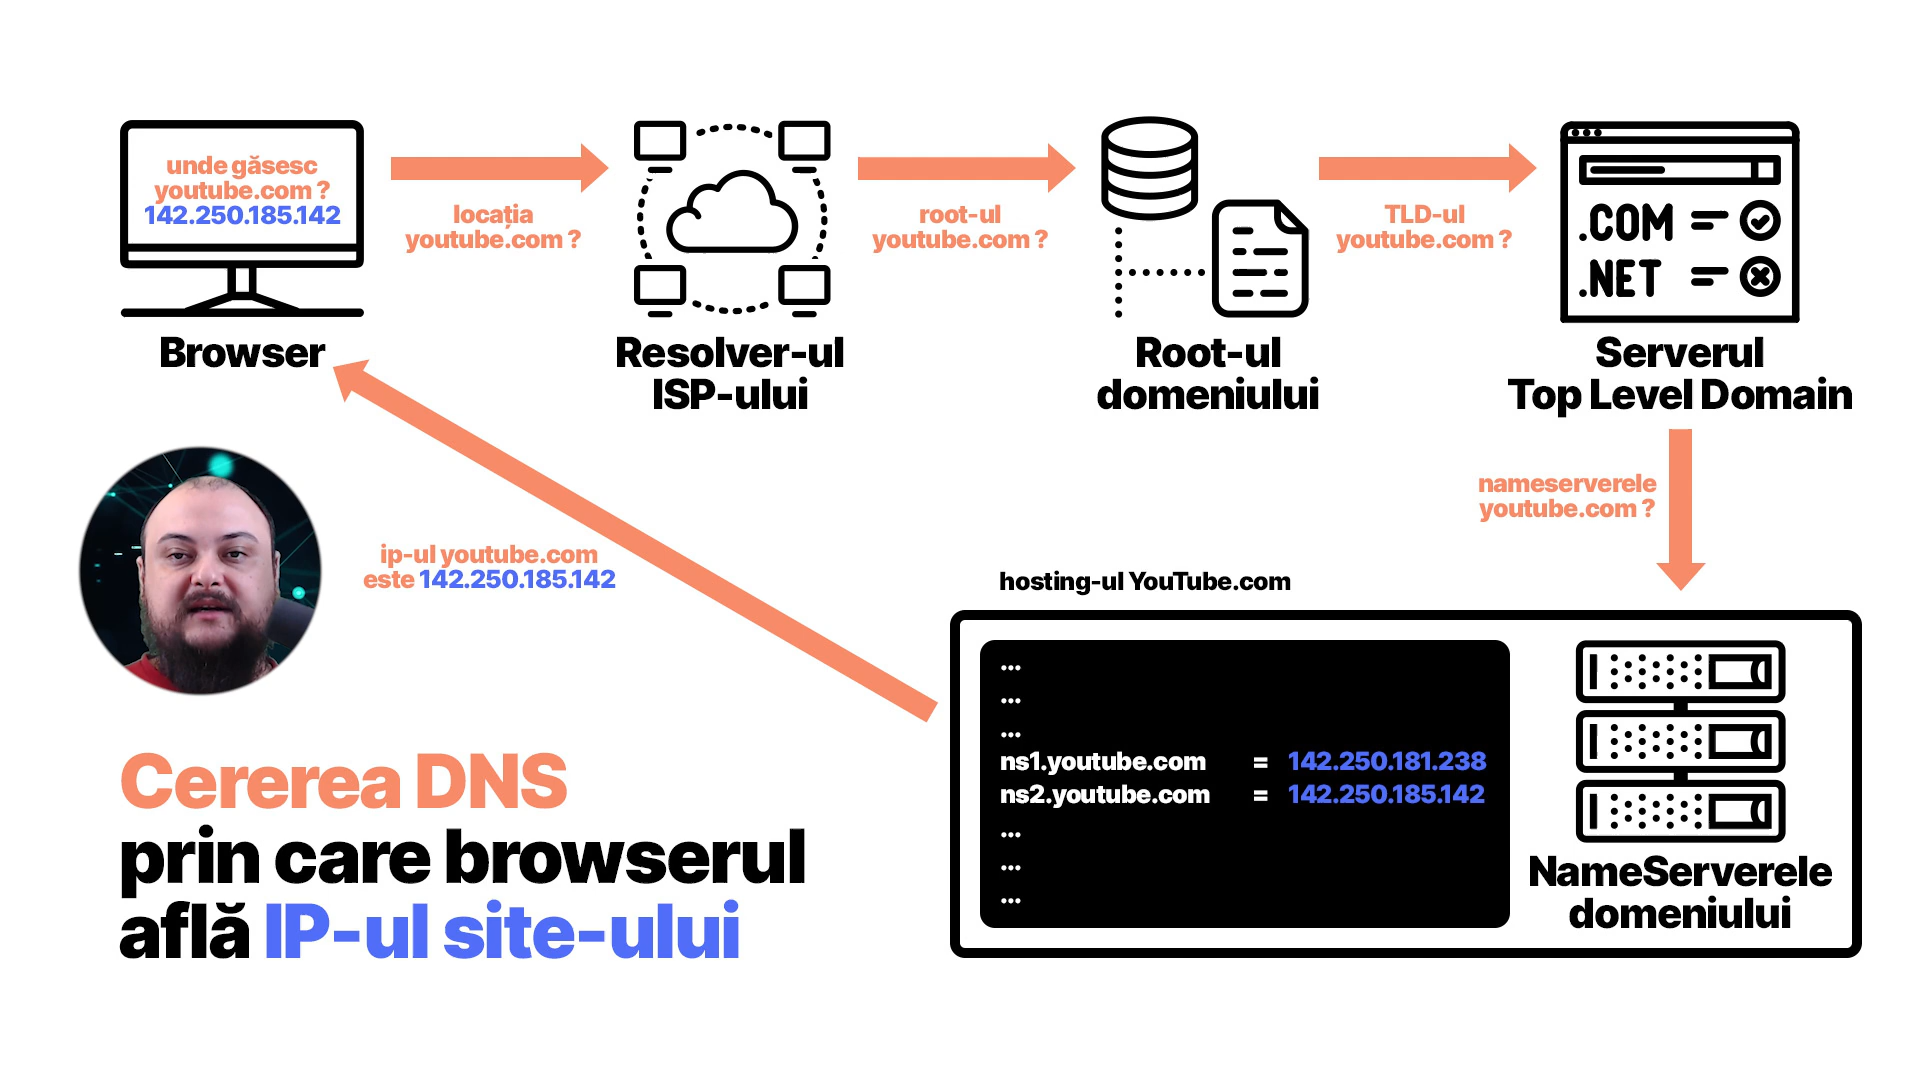 unde găsesc
youtube.com ?
142.250.185.142
locația
youtube.com ?
root-ul
youtube.com ?
TLD-ul
youtube.com ?
.COM
.NET
Browser
Resolver-ul
ISP-ului
Root-ul
domeniului
Serverul
Top Level Domain
nameserverele
youtube.com ?
ip-ul youtube.com
este 142.250.185.142
hosting-ul YouTube.com
...
...
...
ns1.youtube.com = 142.250.181.238
ns2.youtube.com = 142.250.185.142
...
...
...
NameServerele
domeniului
Cererea DNS
prin care browserul
află IP-ul site-ului